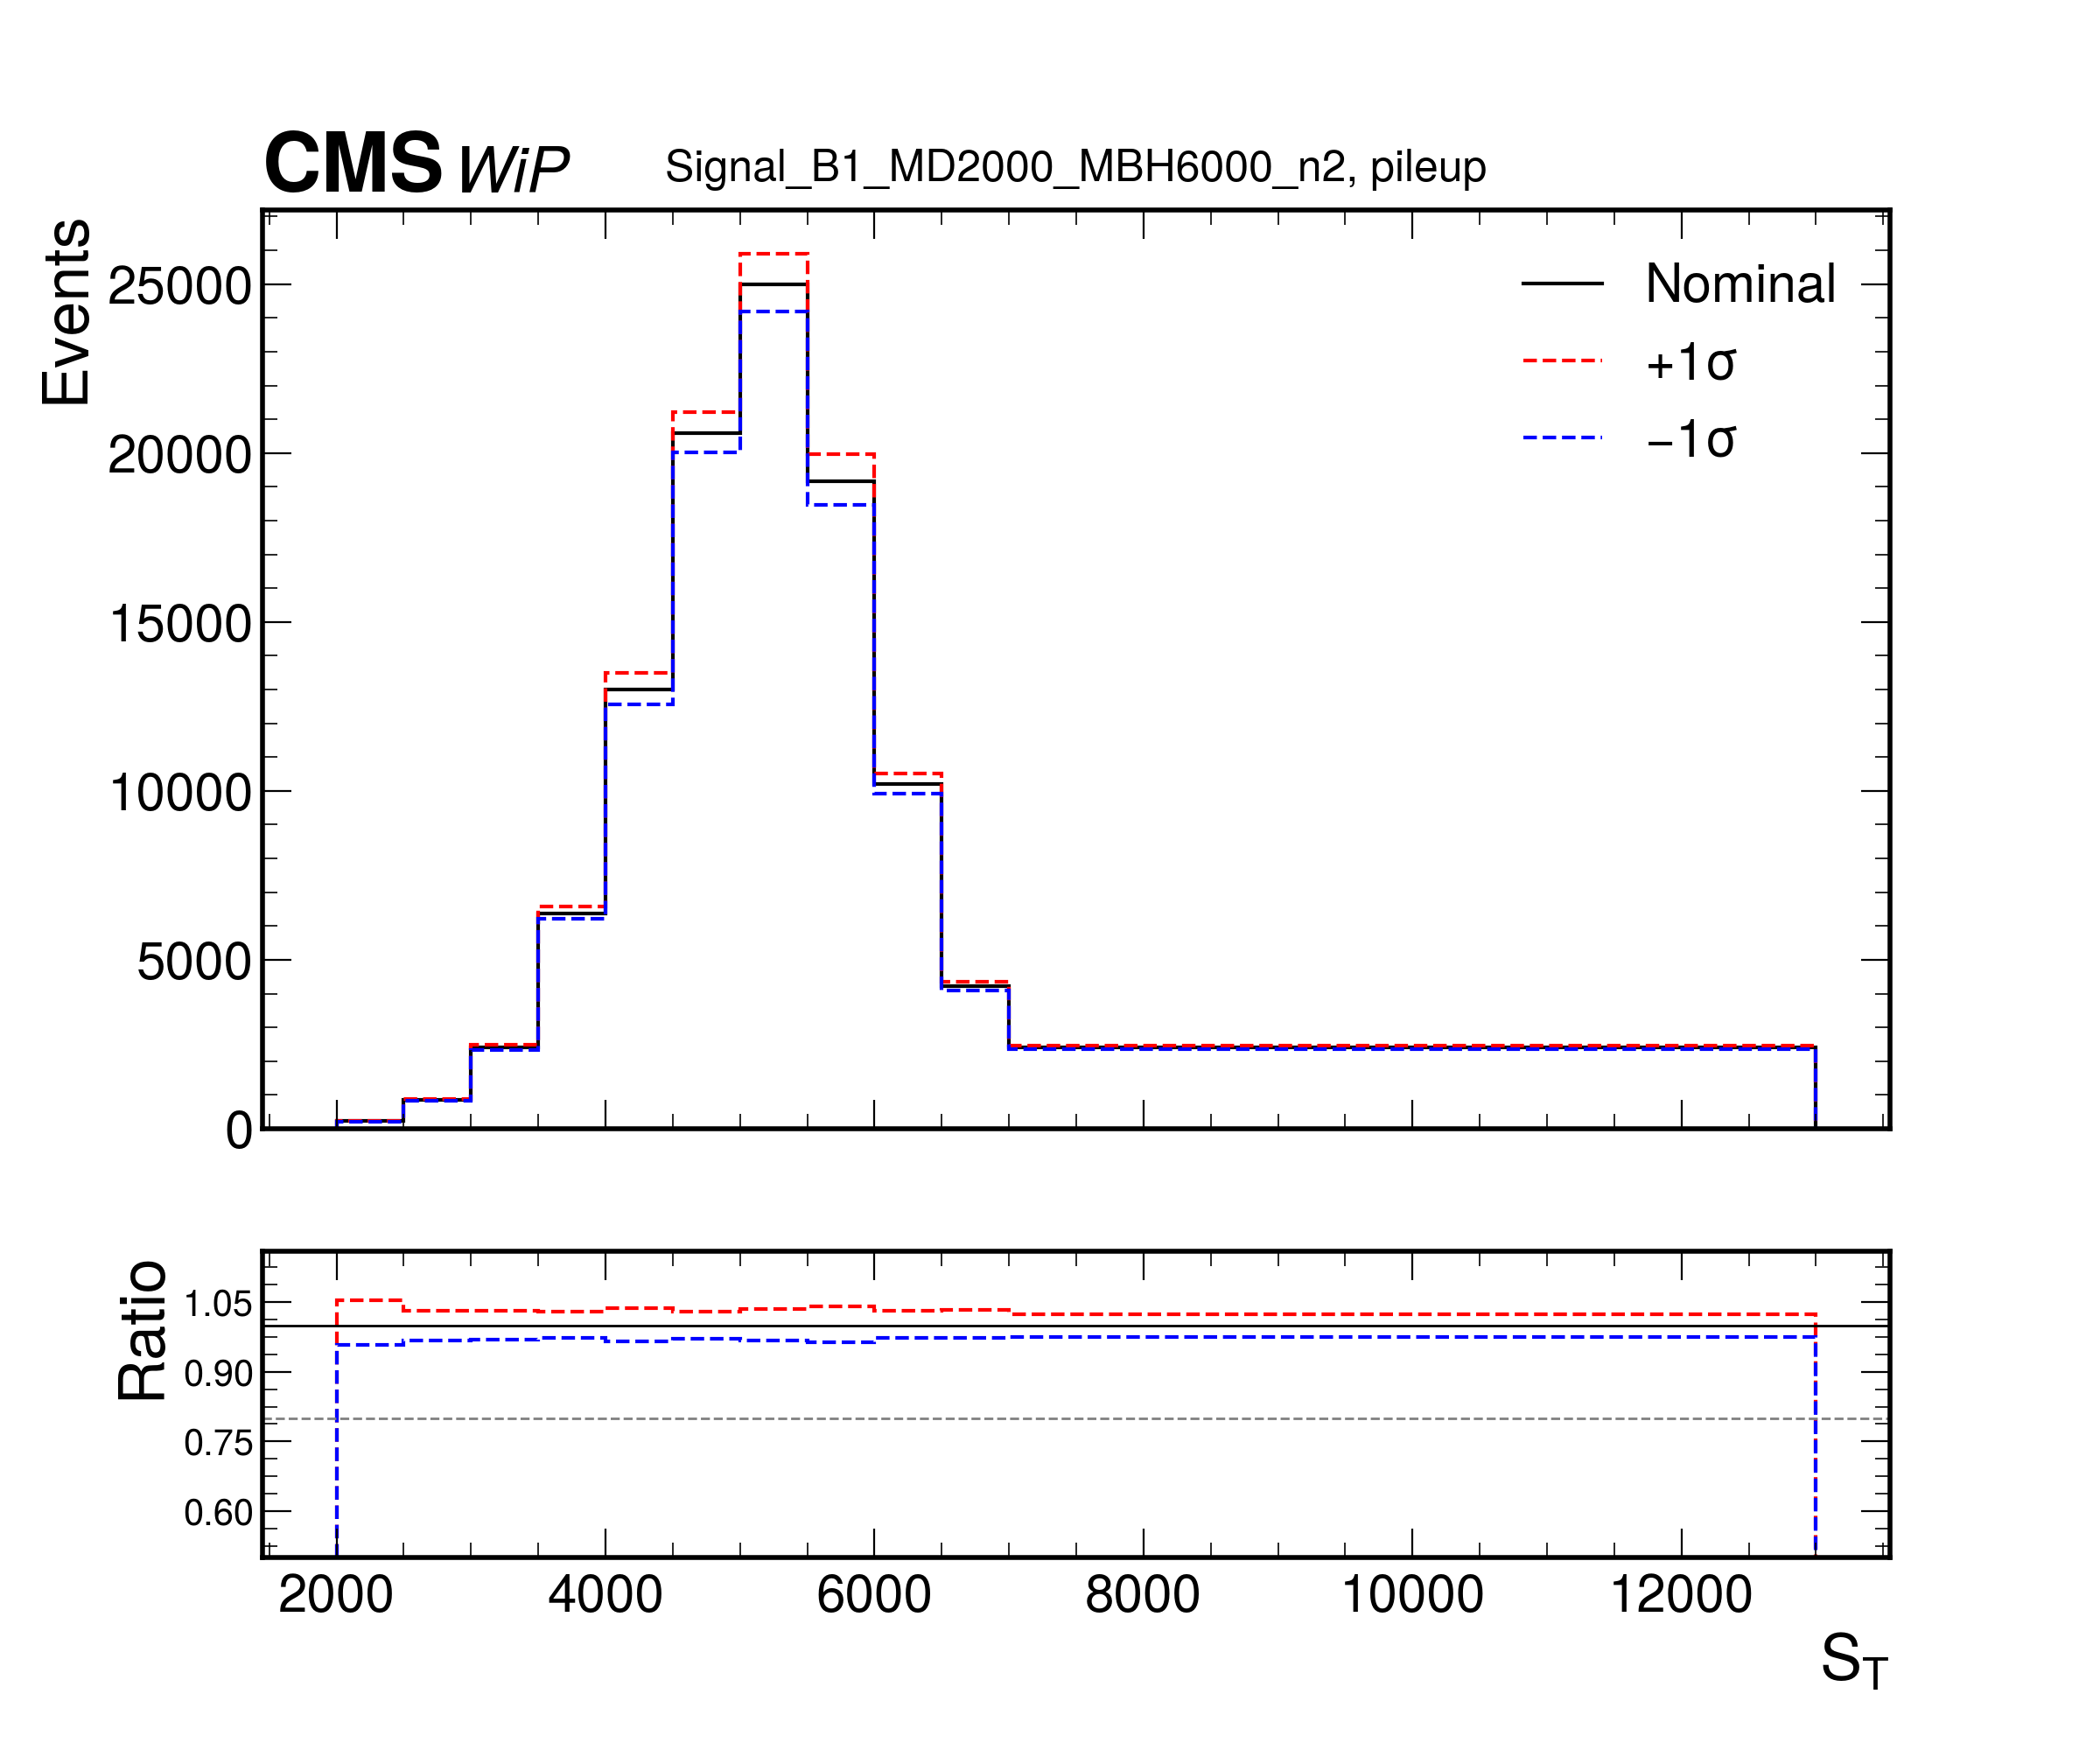 CMS WiP Signal_B1_MD2000_MBH6000_n2, pileup
Events
25000
20000
15000
10000
5000
0
Nominal
+1σ
−1σ
Ratio
1.05
0.90
0.75
0.60
2000 4000 6000 8000 10000 12000
S_T